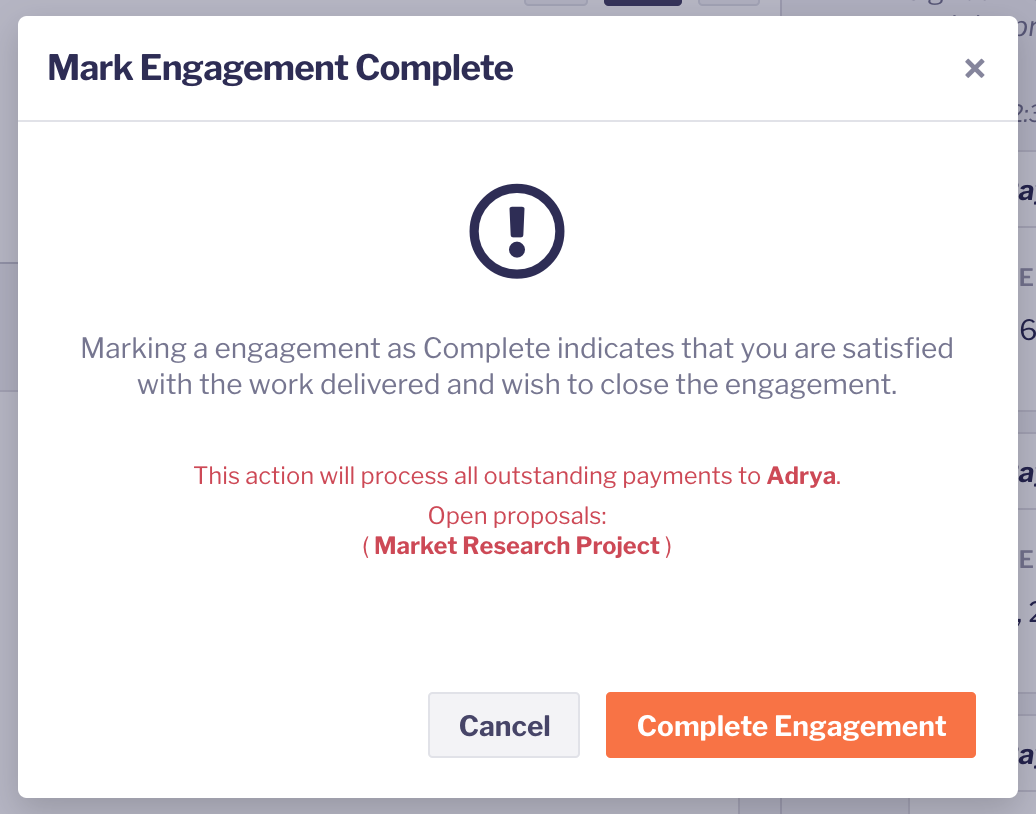 Mark Engagement Complete
Marking a engagement as Complete indicates that you are satisfied
with the work delivered and wish to close the engagement.
This action will process all outstanding payments to Adrya.
Open proposals:
( Market Research Project )
Cancel
Complete Engagement